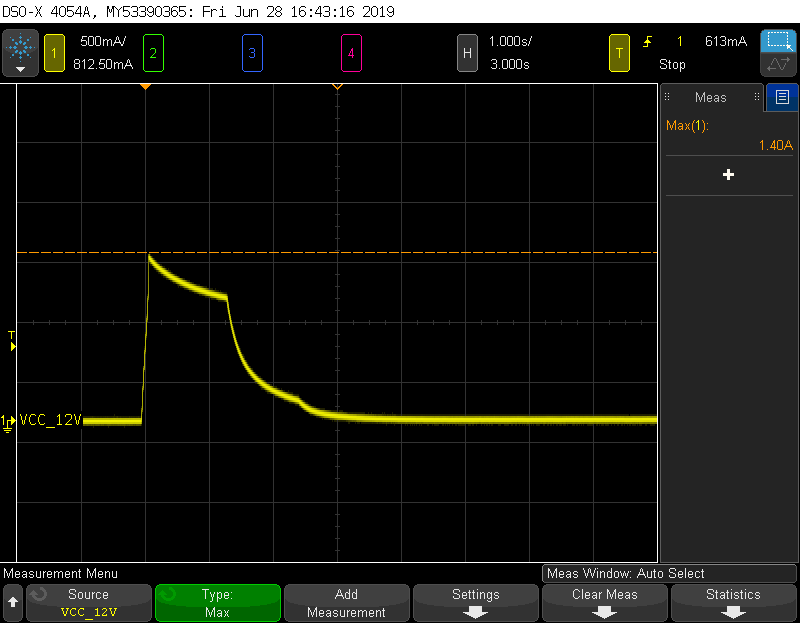 DSO-X 4054A, MY53390365: Fri Jun 28 16:43:16 2019
1 500mA/ 2 3 4 H 1.000s/ T 1 613mA
812.50mA 3.000s Stop
Meas
Max(1):
1.40A
T
1 VCC_12V
Measurement Menu
Meas Window: Auto Select
Source Type: Add Settings Clear Meas Statistics
VCC_12V Max Measurement